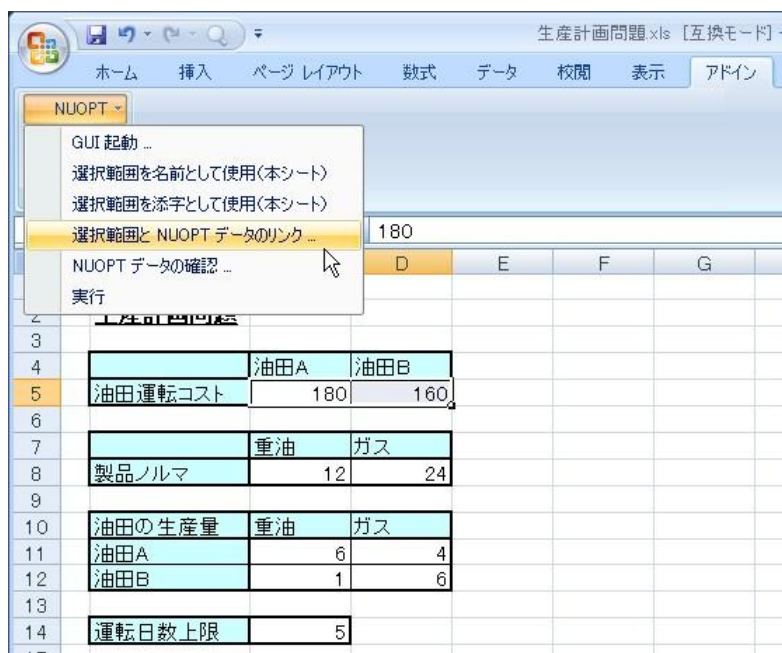 生産計画問題.xls [互換モード] -
ホーム 挿入 ページ レイアウト 数式 データ 校閲 表示 アドイン
NUOPT
GUI 起動 ...
選択範囲を名前として使用(本シート)
選択範囲を添字として使用(本シート)
選択範囲と NUOPT データのリンク ...
NUOPT データの確認 ...
実行
180
D E F G
2 生産計画問題
3
4 油田A 油田B
5 油田運転コスト 180 160
6
7 重油 ガス
8 製品ノルマ 12 24
9
10 油田の生産量 重油 ガス
11 油田A 6 4
12 油田B 1 6
13
14 運転日数上限 5